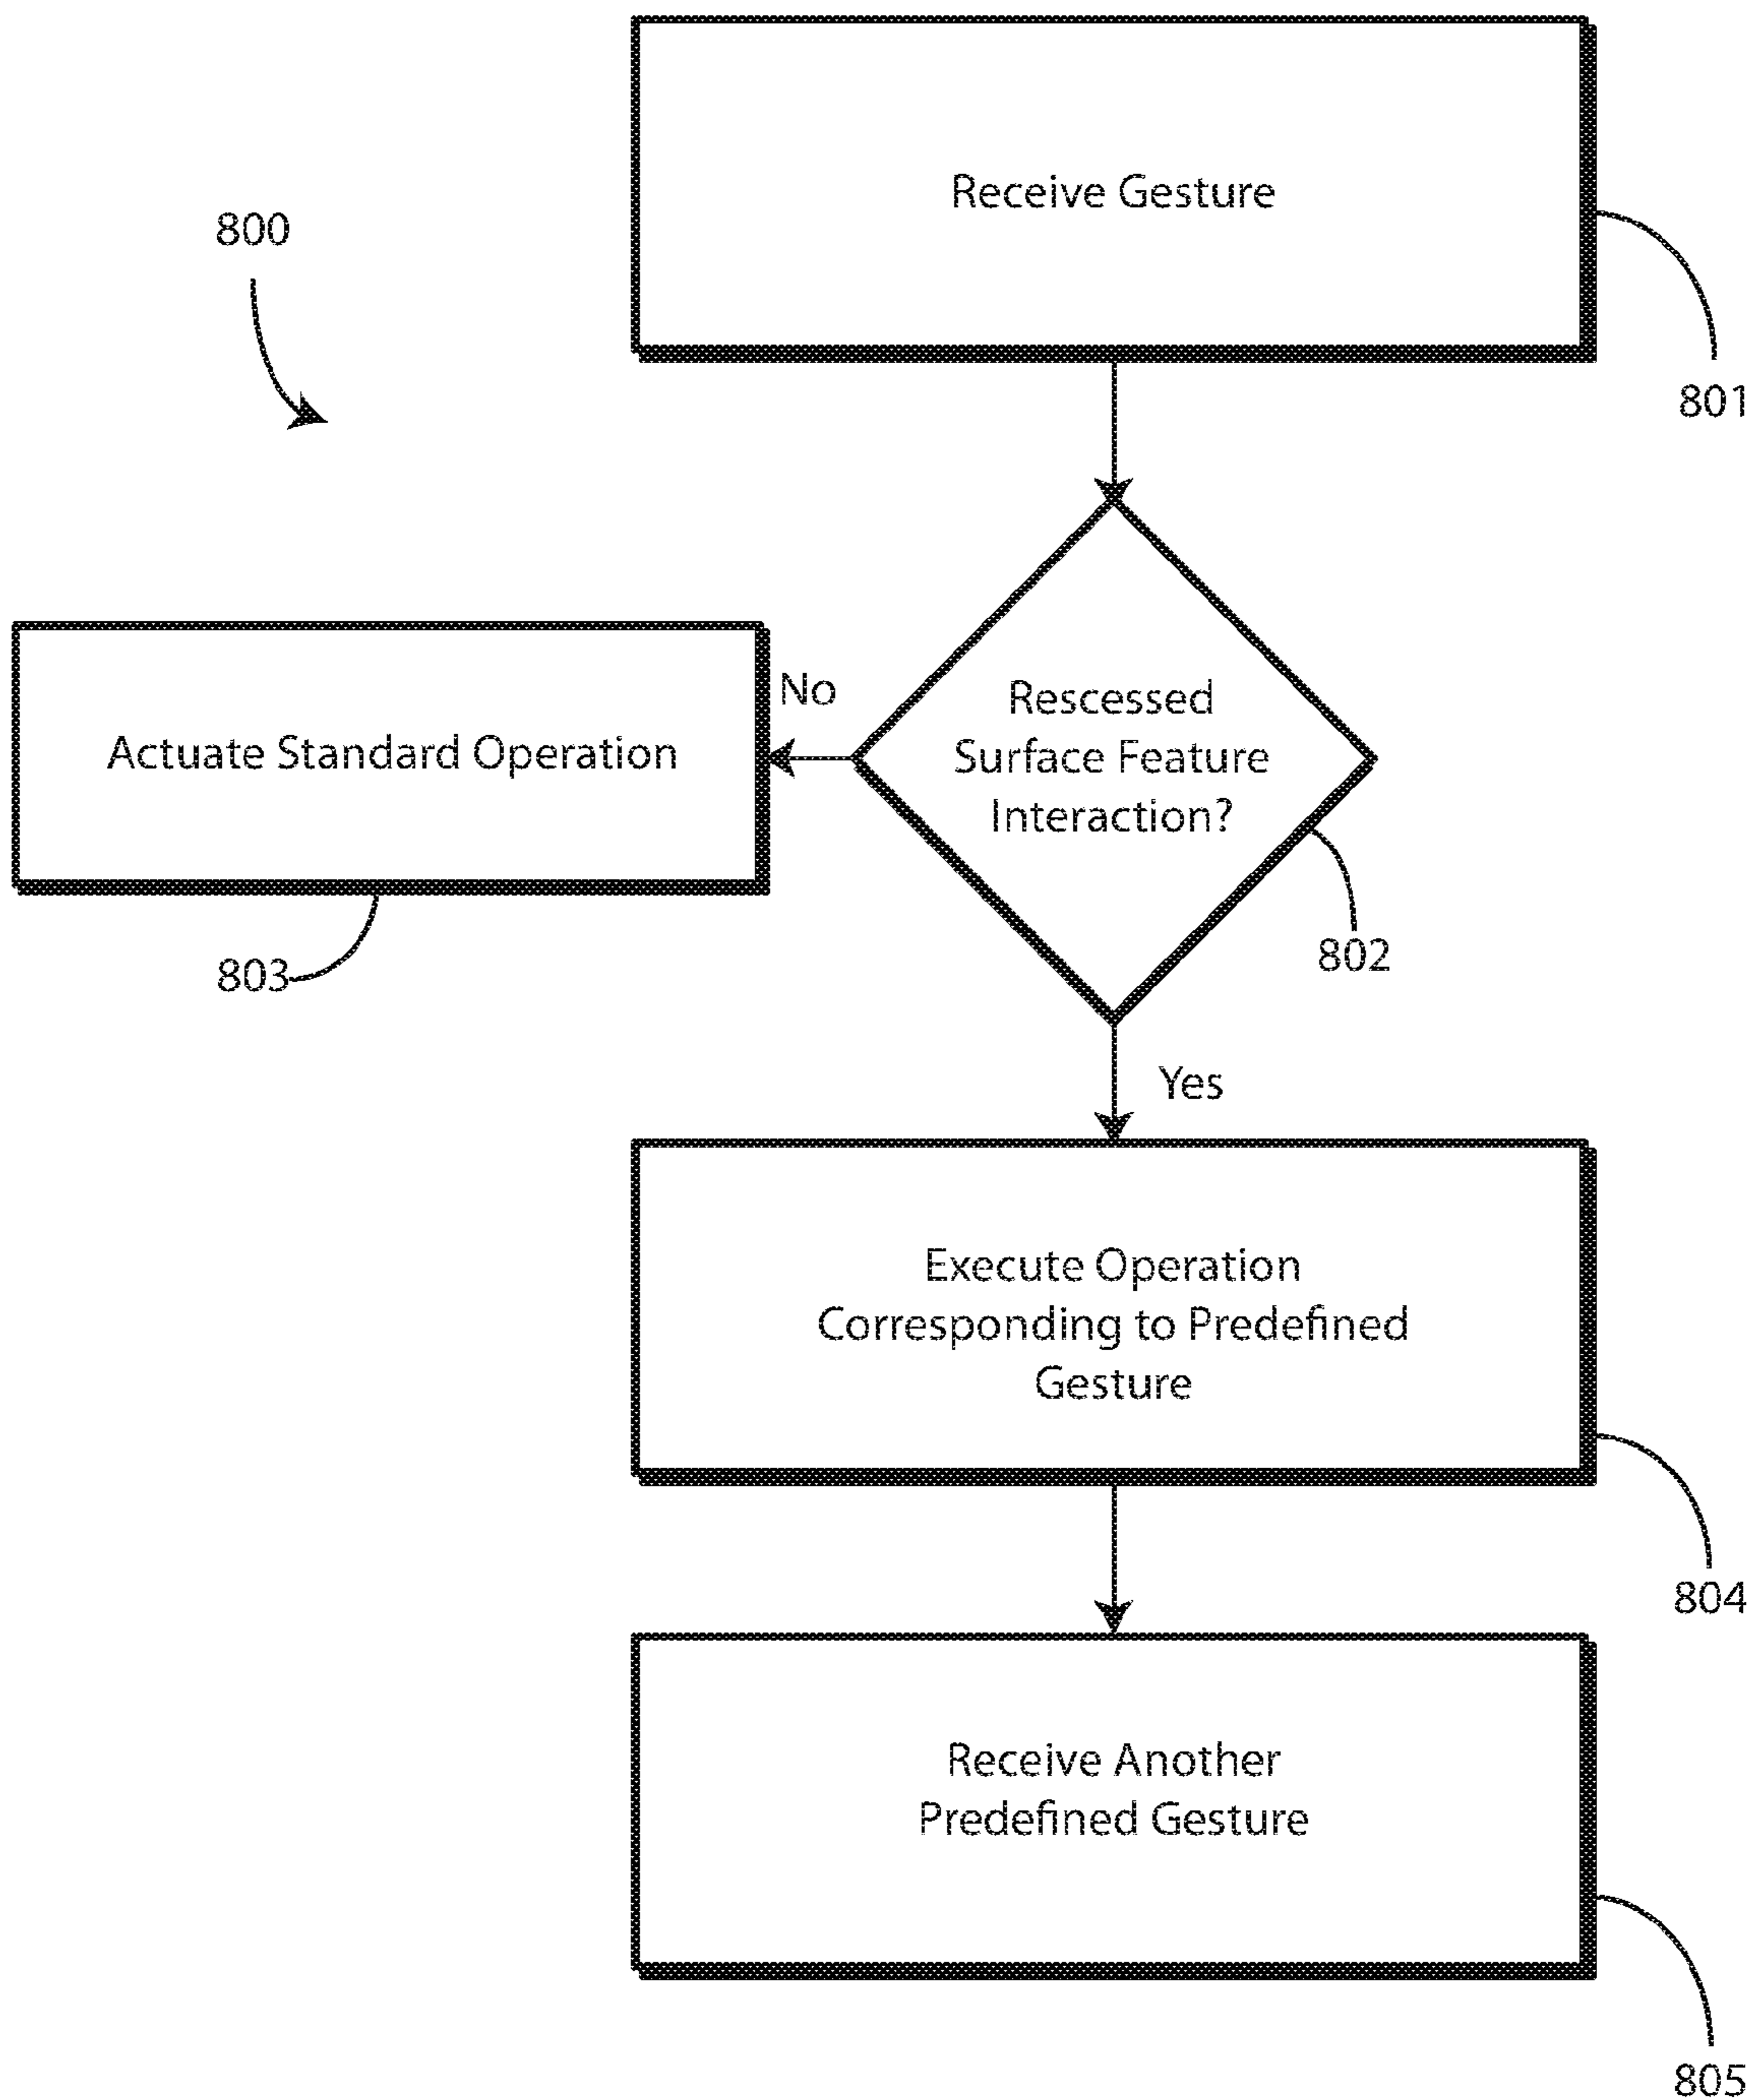 Receive Gesture
800
801
No
Actuate Standard Operation
Rescessed
Surface Feature
Interaction?
802
803
Yes
Execute Operation
Corresponding to Predefined
Gesture
804
Receive Another
Predefined Gesture
805